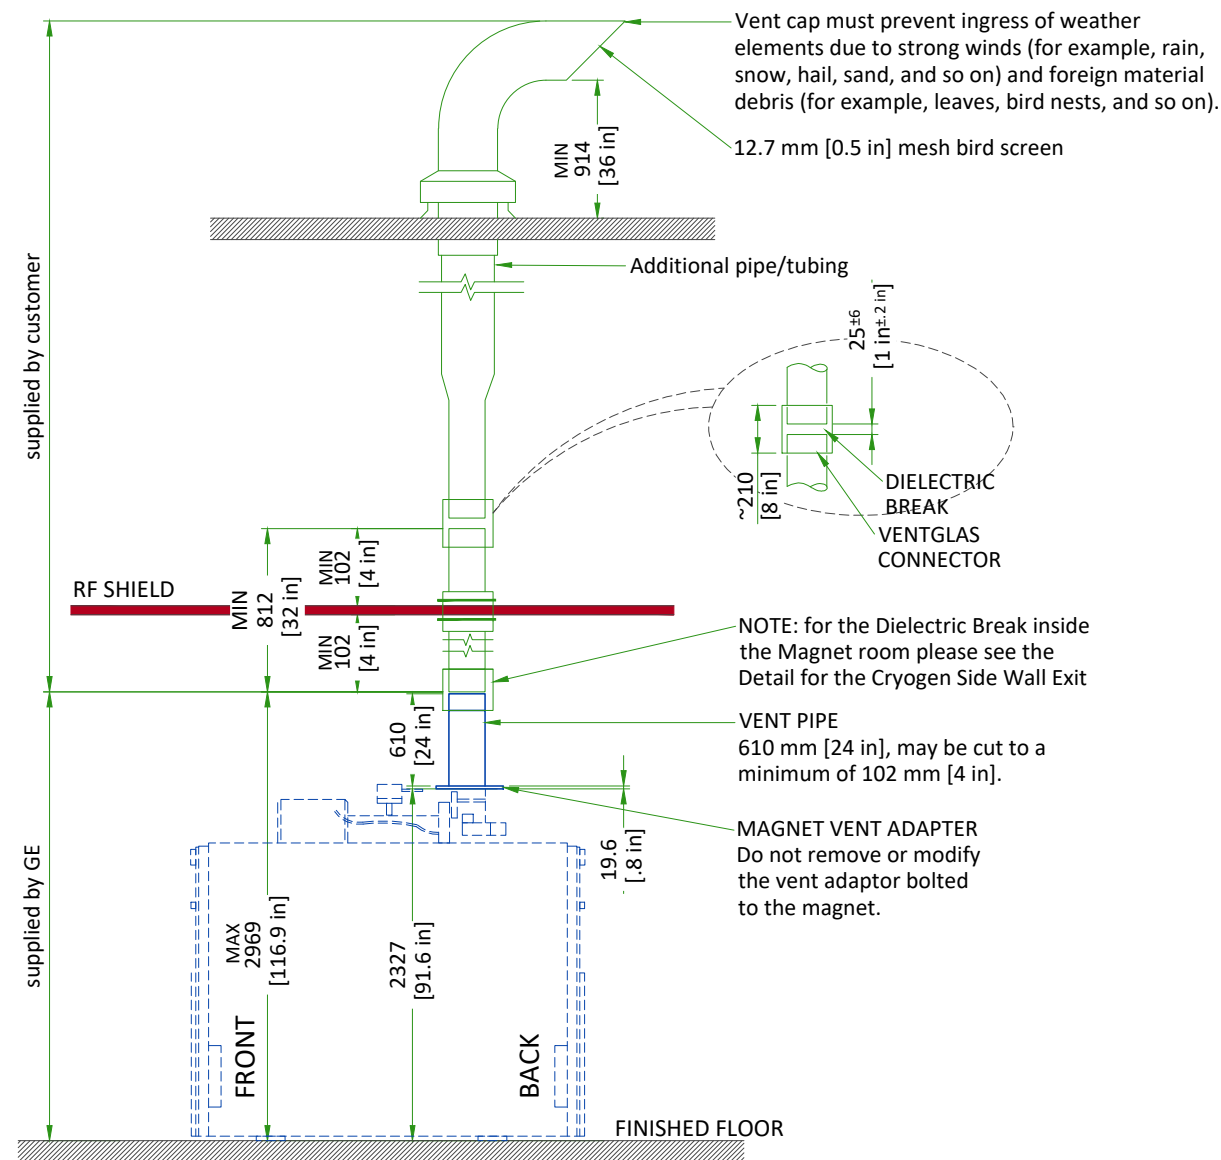 Vent cap must prevent ingress of weather
elements due to strong winds (for example, rain,
snow, hail, sand, and so on) and foreign material
debris (for example, leaves, bird nests, and so on).
12.7 mm [0.5 in] mesh bird screen
MIN
914
[36 in]
supplied by customer
Additional pipe/tubing
25±6
[1 in±.2 in]
~210
[8 in]
DIELECTRIC
BREAK
VENTGLAS
CONNECTOR
RF SHIELD
MIN
812
[32 in]
MIN
102
[4 in]
MIN
102
[4 in]
NOTE: for the Dielectric Break inside
the Magnet room please see the
Detail for the Cryogen Side Wall Exit
610
[24 in]
VENT PIPE
610 mm [24 in], may be cut to a
minimum of 102 mm [4 in].
19.6
[.8 in]
MAGNET VENT ADAPTER
Do not remove or modify
the vent adaptor bolted
to the magnet.
supplied by GE
MAX
2969
[116.9 in]
2327
[91.6 in]
FRONT
BACK
FINISHED FLOOR